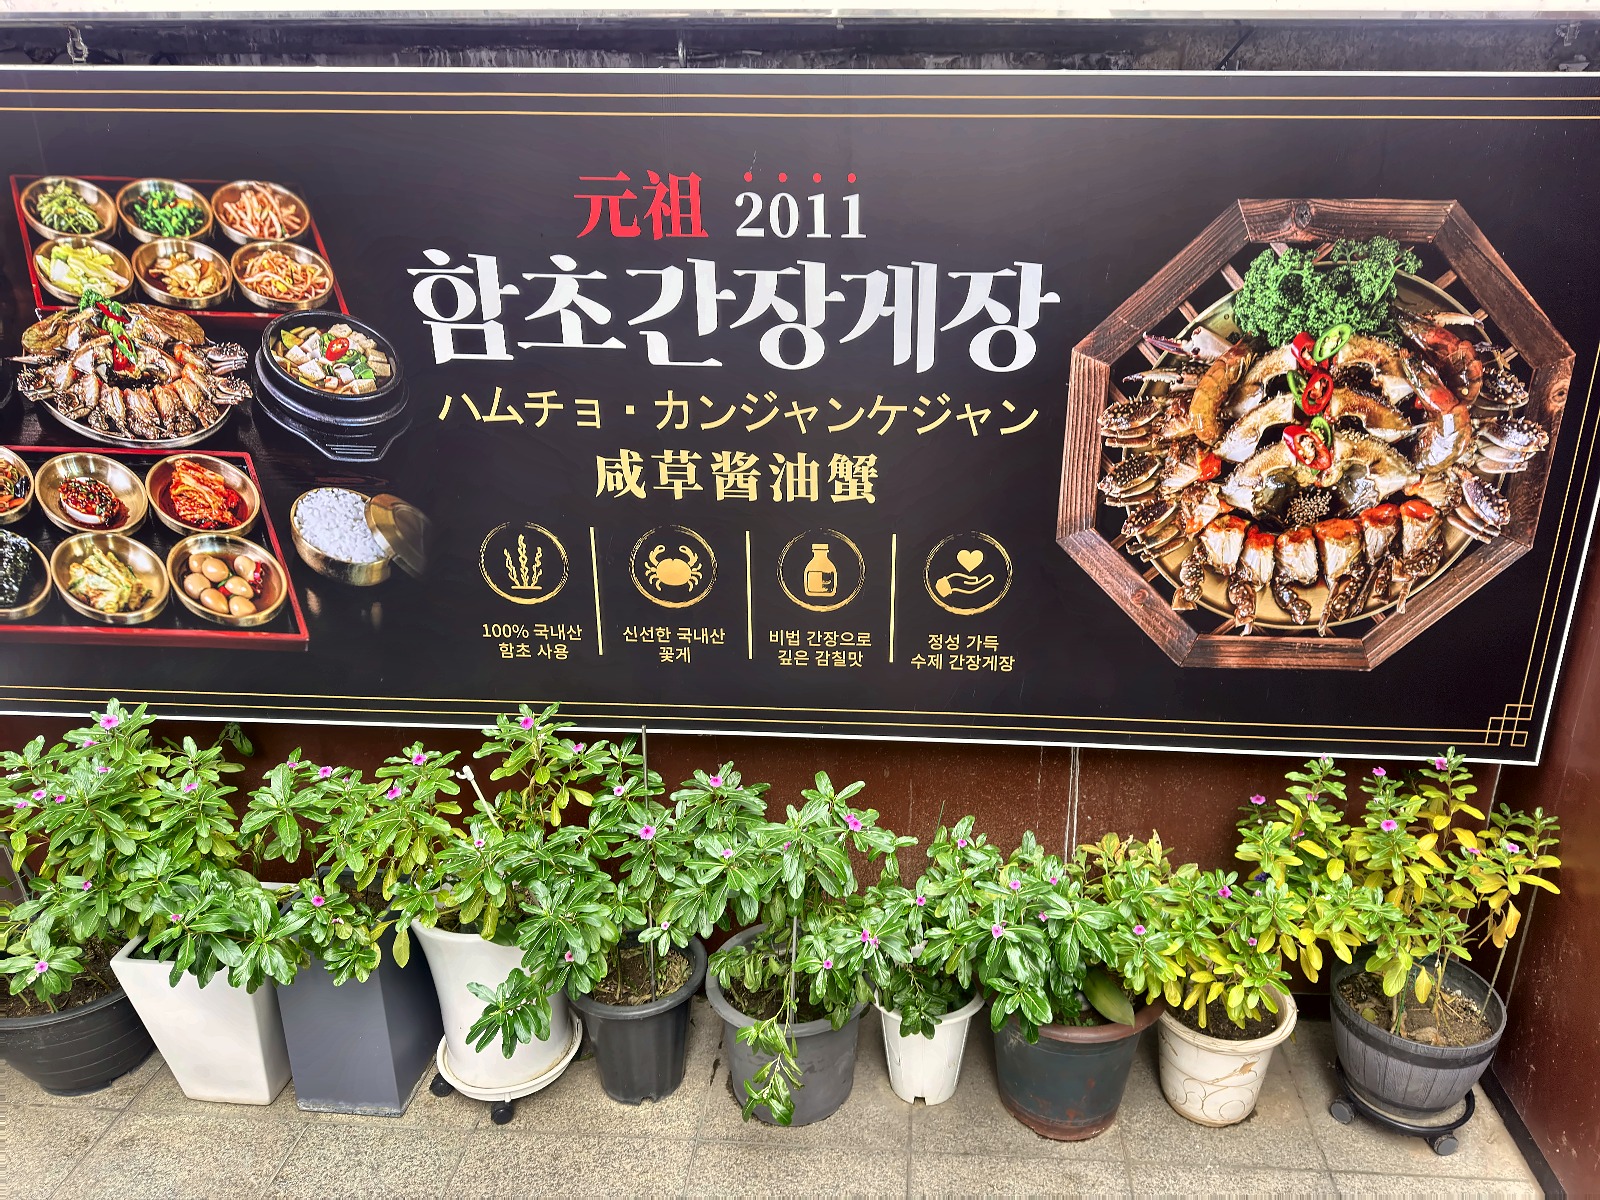 元祖 2011
함초간장게장
ハムチョ・カンジャンケジャン
咸草酱油蟹
100% 국내산
함초 사용
신선한 국내산
꽃게
비법 간장으로
깊은 감칠맛
정성 가득
수제 간장게장